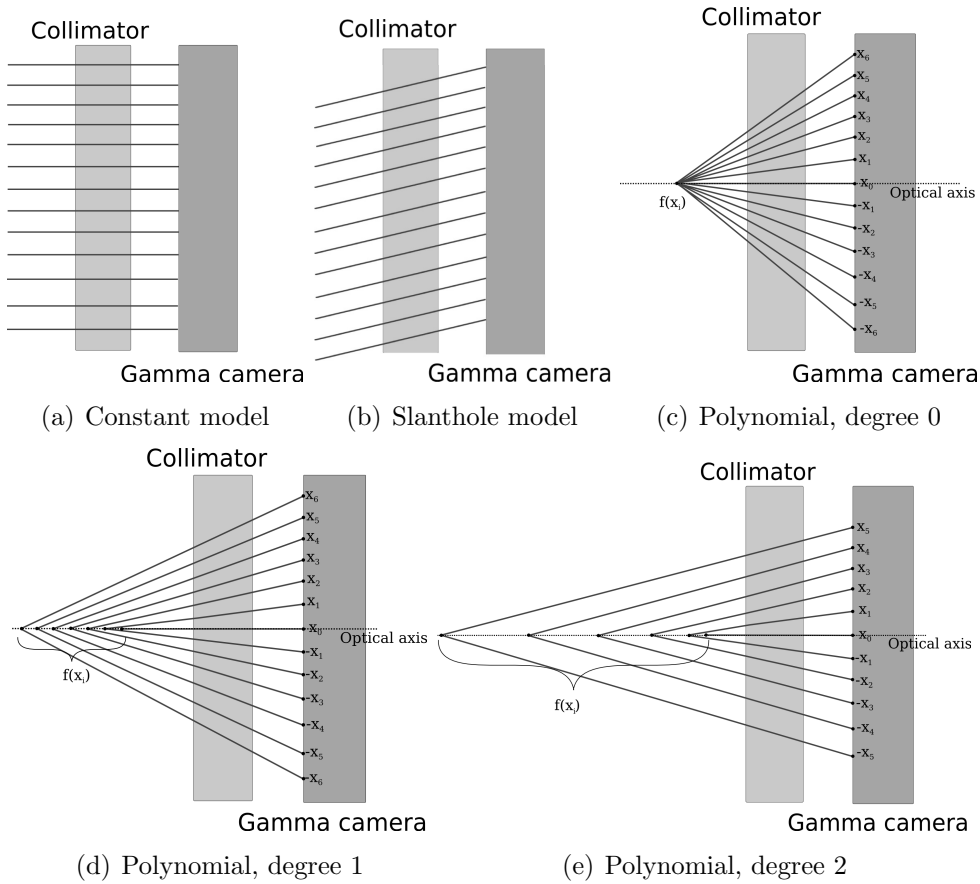 Collimator
Gamma camera
(a) Constant model
Collimator
Gamma camera
(b) Slanthole model
Collimator
x₆
x₅
x₄
x₃
x₂
x₁
x₀
Optical axis
f(xᵢ)
-x₁
-x₂
-x₃
-x₄
-x₅
-x₆
Gamma camera
(c) Polynomial, degree 0
Collimator
x₆
x₅
x₄
x₃
x₂
x₁
x₀
Optical axis
-x₁
f(xᵢ)
-x₂
-x₃
-x₄
-x₅
-x₆
Gamma camera
(d) Polynomial, degree 1
Collimator
x₅
x₄
x₃
x₂
x₁
x₀
Optical axis
-x₁
-x₂
f(xᵢ)
-x₃
-x₄
-x₅
Gamma camera
(e) Polynomial, degree 2